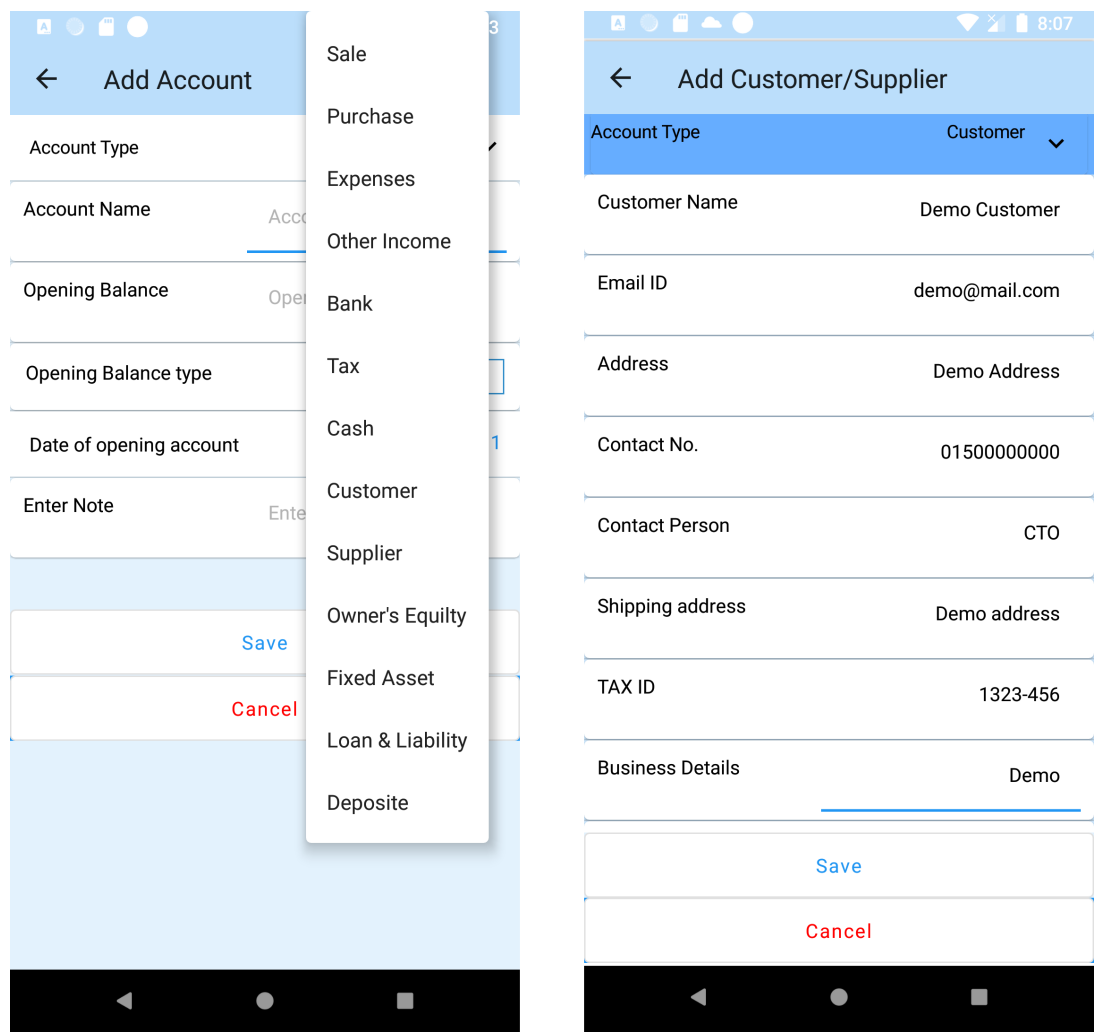 3
Add Account
Account Type
Account Name
Acco
Opening Balance
Oper
Opening Balance type
Date of opening account
1
Enter Note
Ente
Save
Cancel
Sale
Purchase
Expenses
Other Income
Bank
Tax
Cash
Customer
Supplier
Owner's Equilty
Fixed Asset
Loan & Liability
Deposite
A
8:07
Add Customer/Supplier
Account Type Customer
Customer Name Demo Customer
Email ID demo@mail.com
Address Demo Address
Contact No. 01500000000
Contact Person CTO
Shipping address Demo address
TAX ID 1323-456
Business Details Demo
Save
Cancel